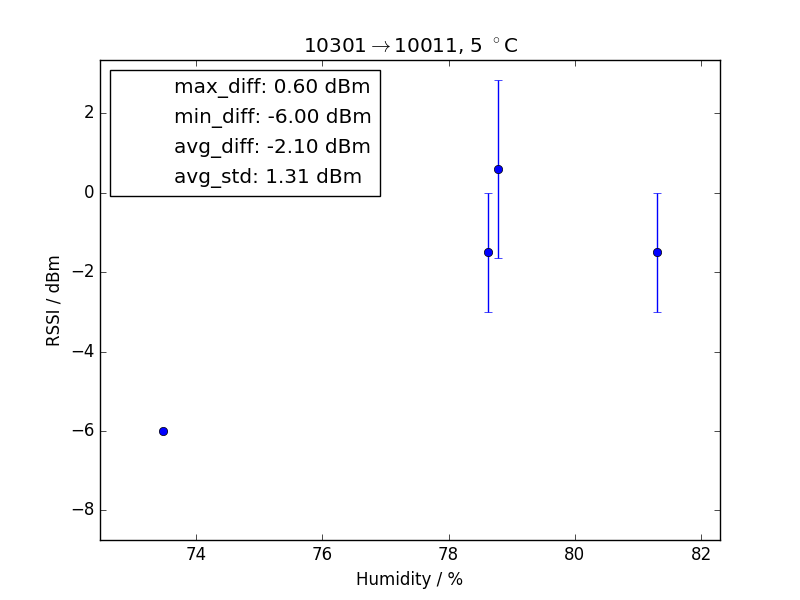 10301→10011, 5 °C
max_diff: 0.60 dBm
min_diff: -6.00 dBm
avg_diff: -2.10 dBm
avg_std: 1.31 dBm
RSSI / dBm
2
0
−2
−4
−6
−8
74 76 78 80 82
Humidity / %